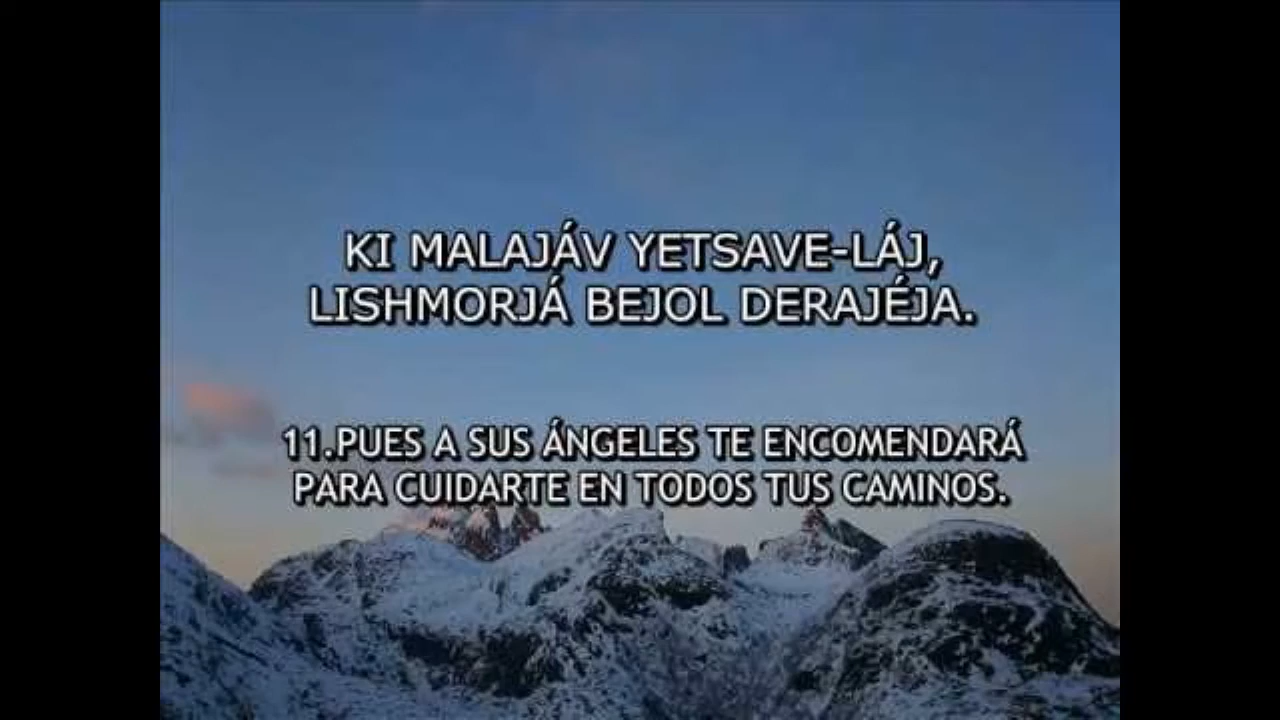 KI MALAJÁV YETSAVE-LÁJ,
LISHMORJÁ BEJOL DERAJÉJA.
11.PUES A SUS ÁNGELES TE ENCOMENDARÁ
PARA CUIDARTE EN TODOS TUS CAMINOS.